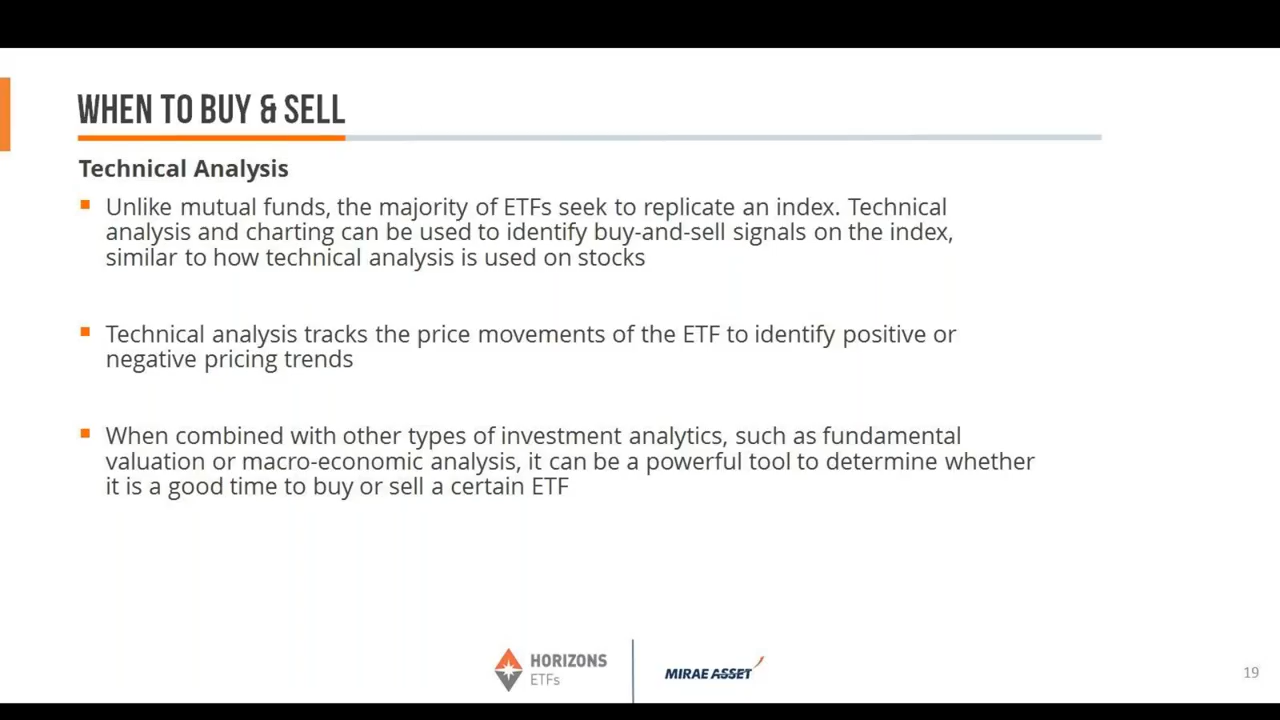 WHEN TO BUY & SELL
Technical Analysis
Unlike mutual funds, the majority of ETFs seek to replicate an index. Technical
analysis and charting can be used to identify buy-and-sell signals on the index,
similar to how technical analysis is used on stocks
Technical analysis tracks the price movements of the ETF to identify positive or
negative pricing trends
When combined with other types of investment analytics, such as fundamental
valuation or macro-economic analysis, it can be a powerful tool to determine whether
it is a good time to buy or sell a certain ETF
HORIZONS
ETFs
MIRAE ASSET
19